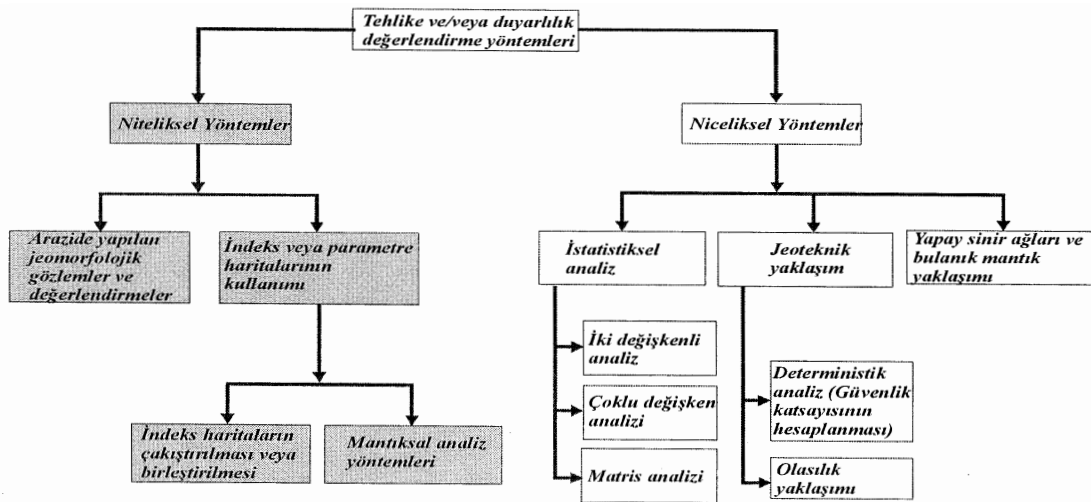 Tehlike ve/veya duyarlılık
değerlendirme yöntemleri
Niteliksel Yöntemler
Niceliksel Yöntemler
Arazide yapılan
jeomorfolojik
gözlemler ve
değerlendirmeler
İndeks veya parametre
haritalarının
kullanımı
İstatistiksel
analiz
Jeoteknik
yaklaşım
Yapay sinir ağları ve
bulanık mantık
yaklaşımı
İki değişkenli
analiz
Çoklu değişken
analizi
Matris analizi
Deterministik
analiz (Güvenlik
katsayısının
hesaplanması)
Olasılık
yaklaşımı
İndeks haritaların
çakıştırılması veya
birleştirilmesi
Mantıksal analiz
yöntemleri